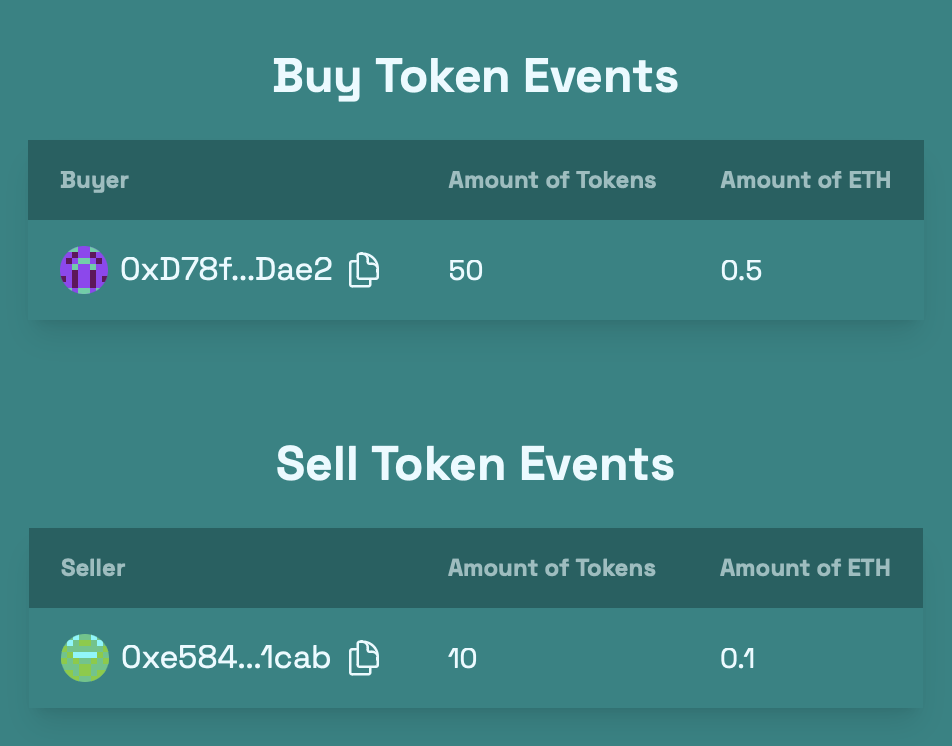 Buy Token Events
Buyer Amount of Tokens Amount of ETH
0xD78f...Dae2 50 0.5
Sell Token Events
Seller Amount of Tokens Amount of ETH
0xe584...1cab 10 0.1